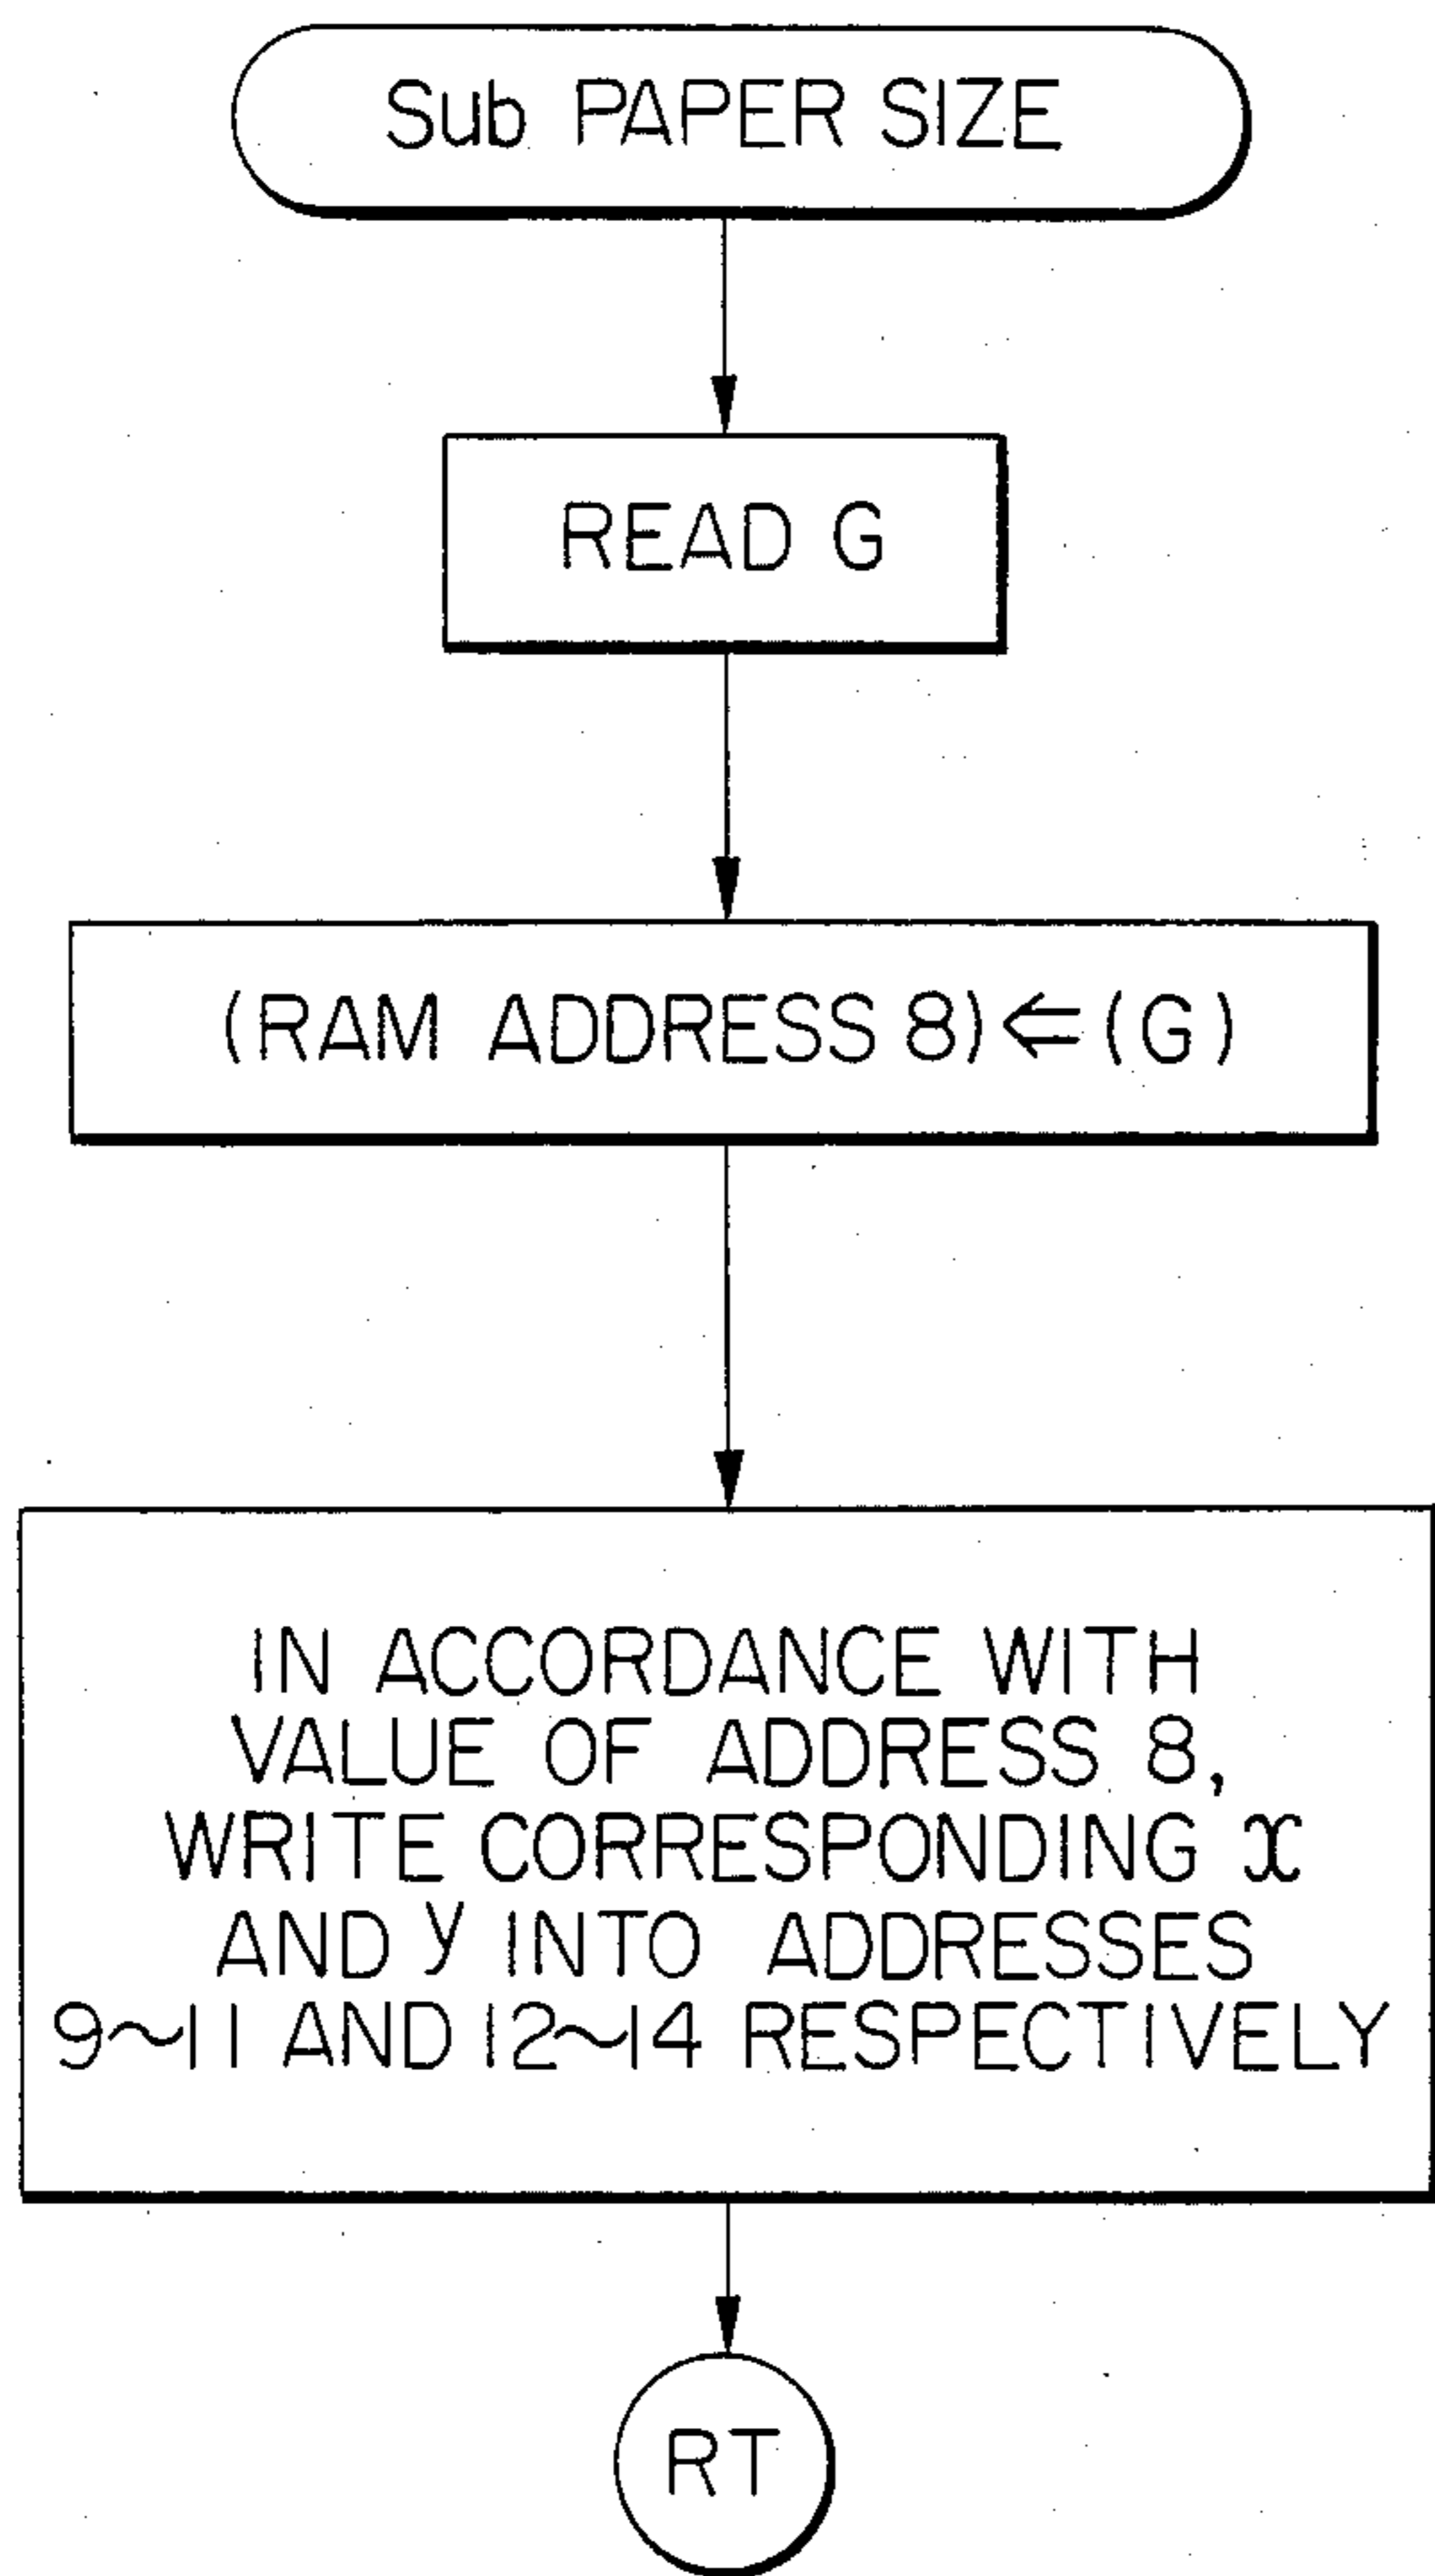 Sub PAPER SIZE
READ G
(RAM ADDRESS 8)⇐(G)
IN ACCORDANCE WITH
VALUE OF ADDRESS 8,
WRITE CORRESPONDING x
AND y INTO ADDRESSES
9~11 AND 12~14 RESPECTIVELY
RT